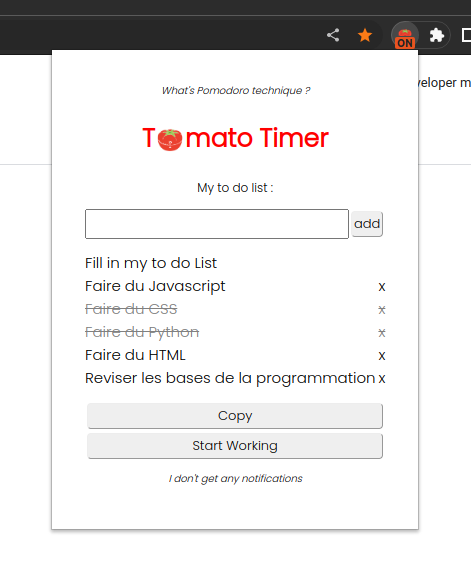 ON
veloper m
What's Pomodoro technique ?
T🍅mato Timer
My to do list :
add
Fill in my to do List
Faire du Javascript x
Faire du CSS x
Faire du Python x
Faire du HTML x
Reviser les bases de la programmation x
Copy
Start Working
I don't get any notifications